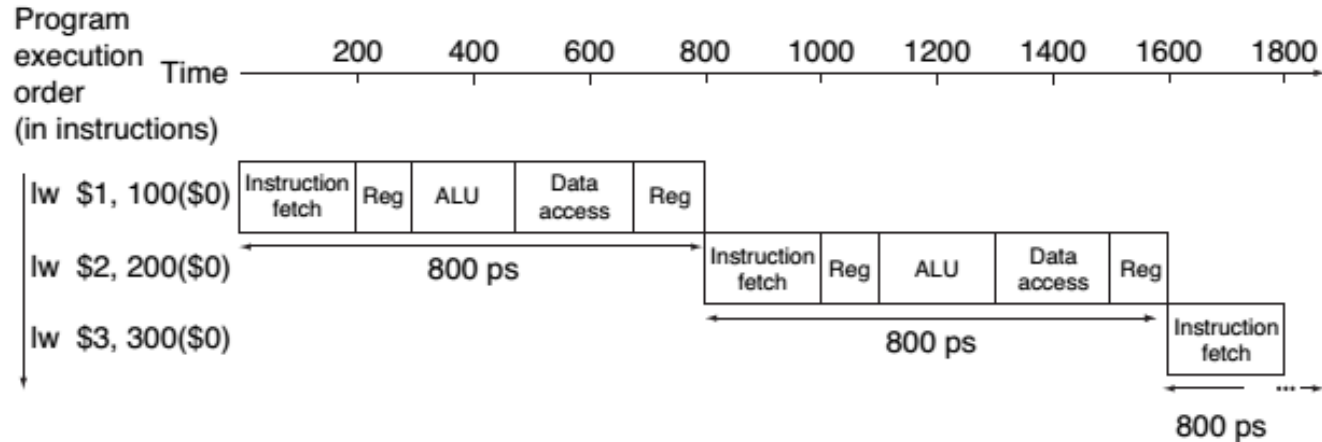 Program
execution
order
(in instructions)
Time
200 400 600 800 1000 1200 1400 1600 1800
lw $1, 100($0)
Instruction
fetch
Reg
ALU
Data
access
Reg
800 ps
lw $2, 200($0)
Instruction
fetch
Reg
ALU
Data
access
Reg
800 ps
lw $3, 300($0)
Instruction
fetch
...
800 ps